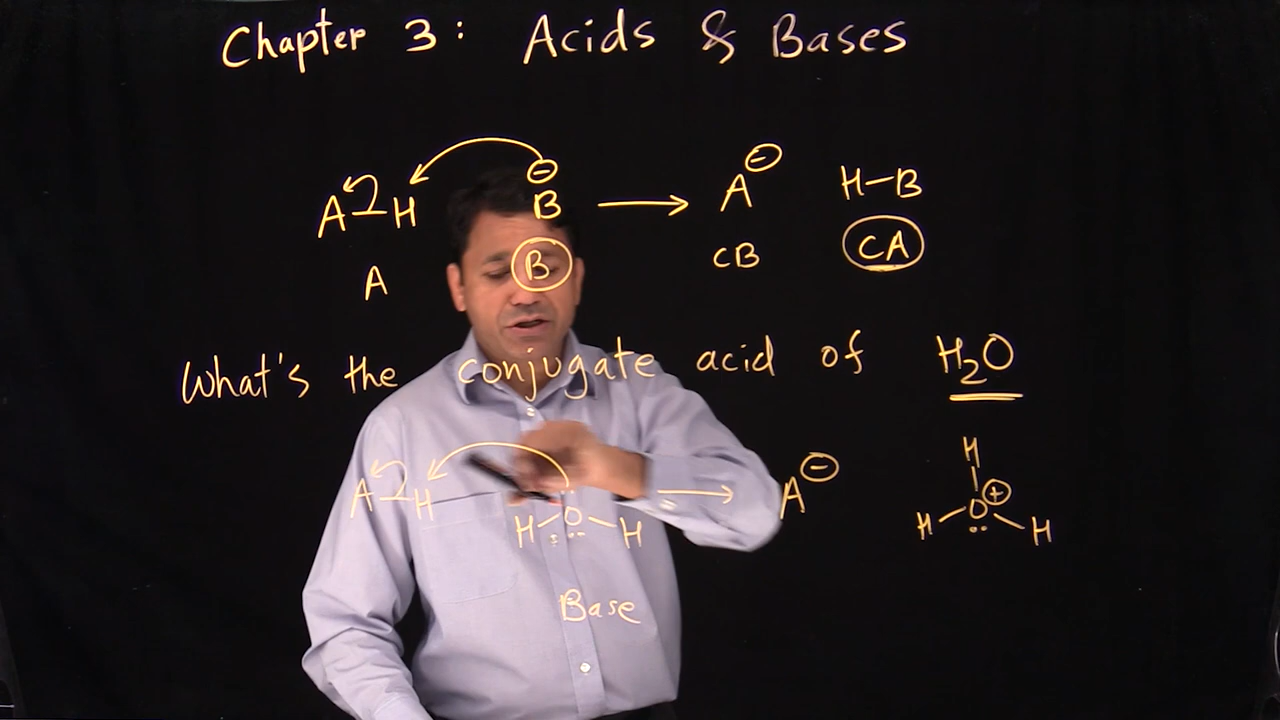 Chapter 3: Acids & Bases
A–H ⊖ B → A ⊖ H–B
A B CB CA
What's the conjugate acid of H2O
A–H H–O–H → A ⊖ H–O⊕–H H
Base